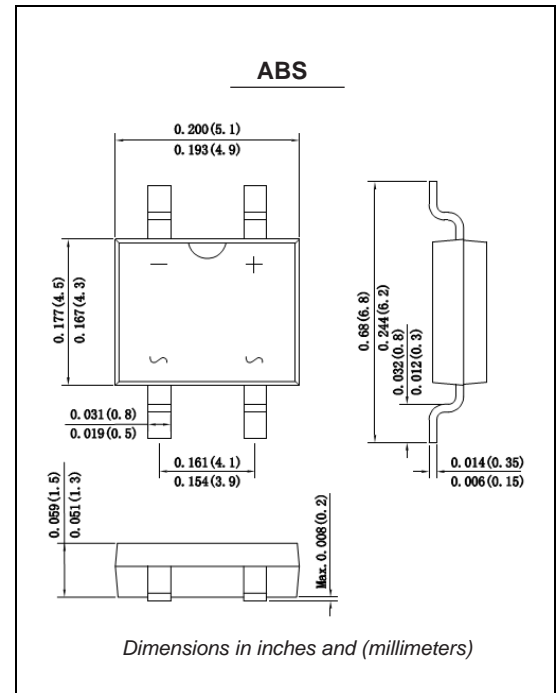 ABS
0. 200(5. 1)
0. 193(4. 9)
− +
0. 177(4. 5)
0. 167(4. 3)
0. 68(6. 8)
0. 244(6. 2)
0. 032(0. 8)
0. 012(0. 3)
~ ~
0. 031(0. 8)
0. 019(0. 5)
0. 161(4. 1)
0. 154(3. 9)
0. 014(0. 35)
0. 006(0. 15)
0. 059(1. 5)
0. 051(1. 3)
Max. 0. 008(0. 2)
Dimensions in inches and (millimeters)